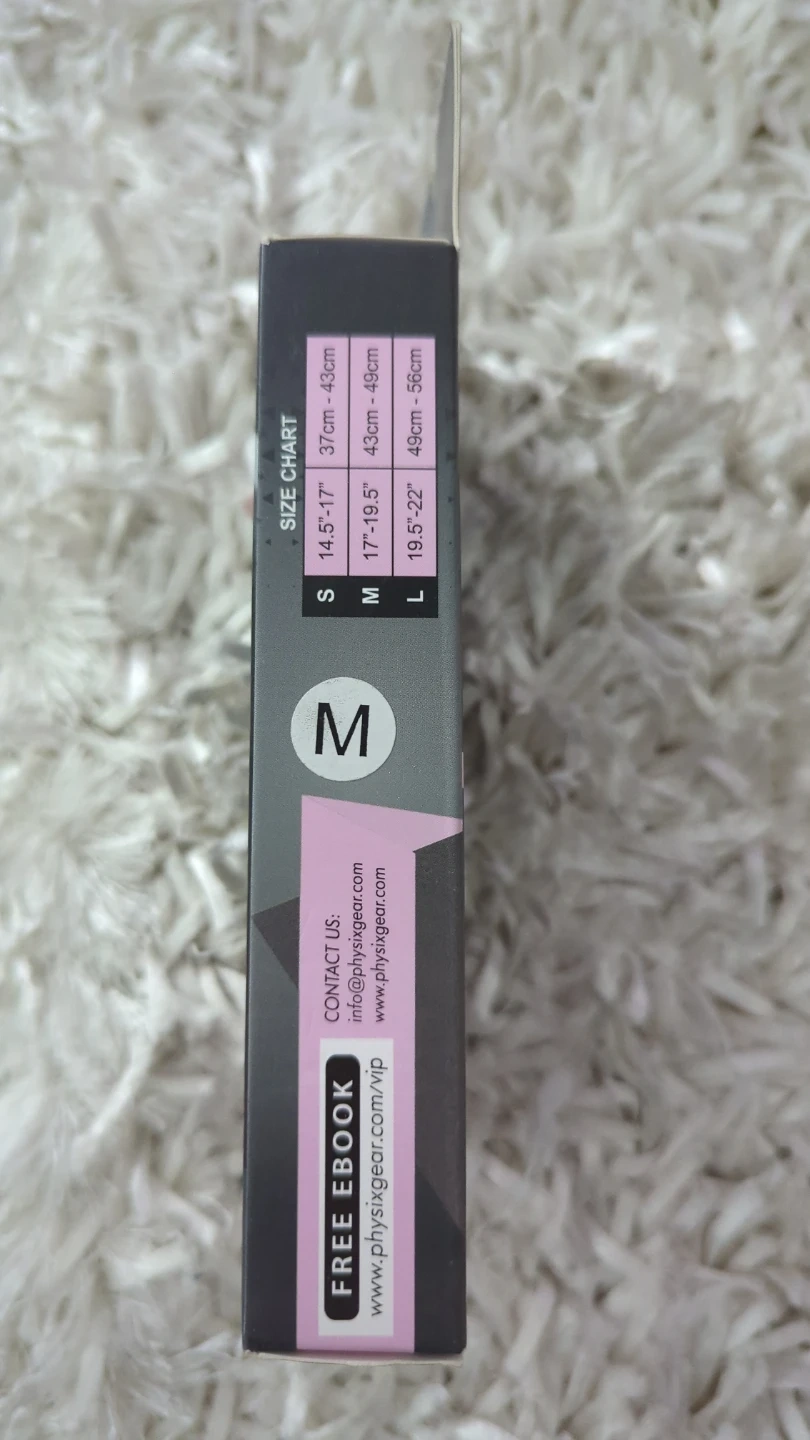 FREE EBOOK
www.physixgear.com/vip
CONTACT US:
info@physixgear.com
www.physixgear.com
M
SIZE CHART
S 14.5"-17" 37cm - 43cm
M 17"-19.5" 43cm - 49cm
L 19.5"-22" 49cm - 56cm